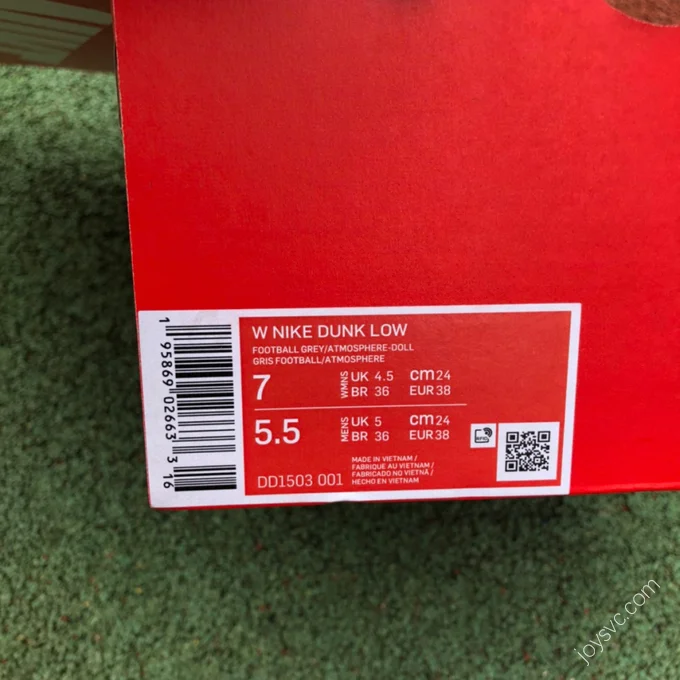 W NIKE DUNK LOW
FOOTBALL GREY/ATMOSPHERE-DOLL
GRIS FOOTBALL/ATMOSPHERE
7 WMNS UK 4.5 cm 24
BR 36 EUR 38
5.5 MENS UK 5 cm 24
BR 36 EUR 38
RFID
MADE IN VIETNAM /
FABRIQUE AU VIETNAM /
FABRICADO NO VIETNÃ /
HECHO EN VIETNAM
DD1503 001
1 95869 02663 3 16
joysvc.com